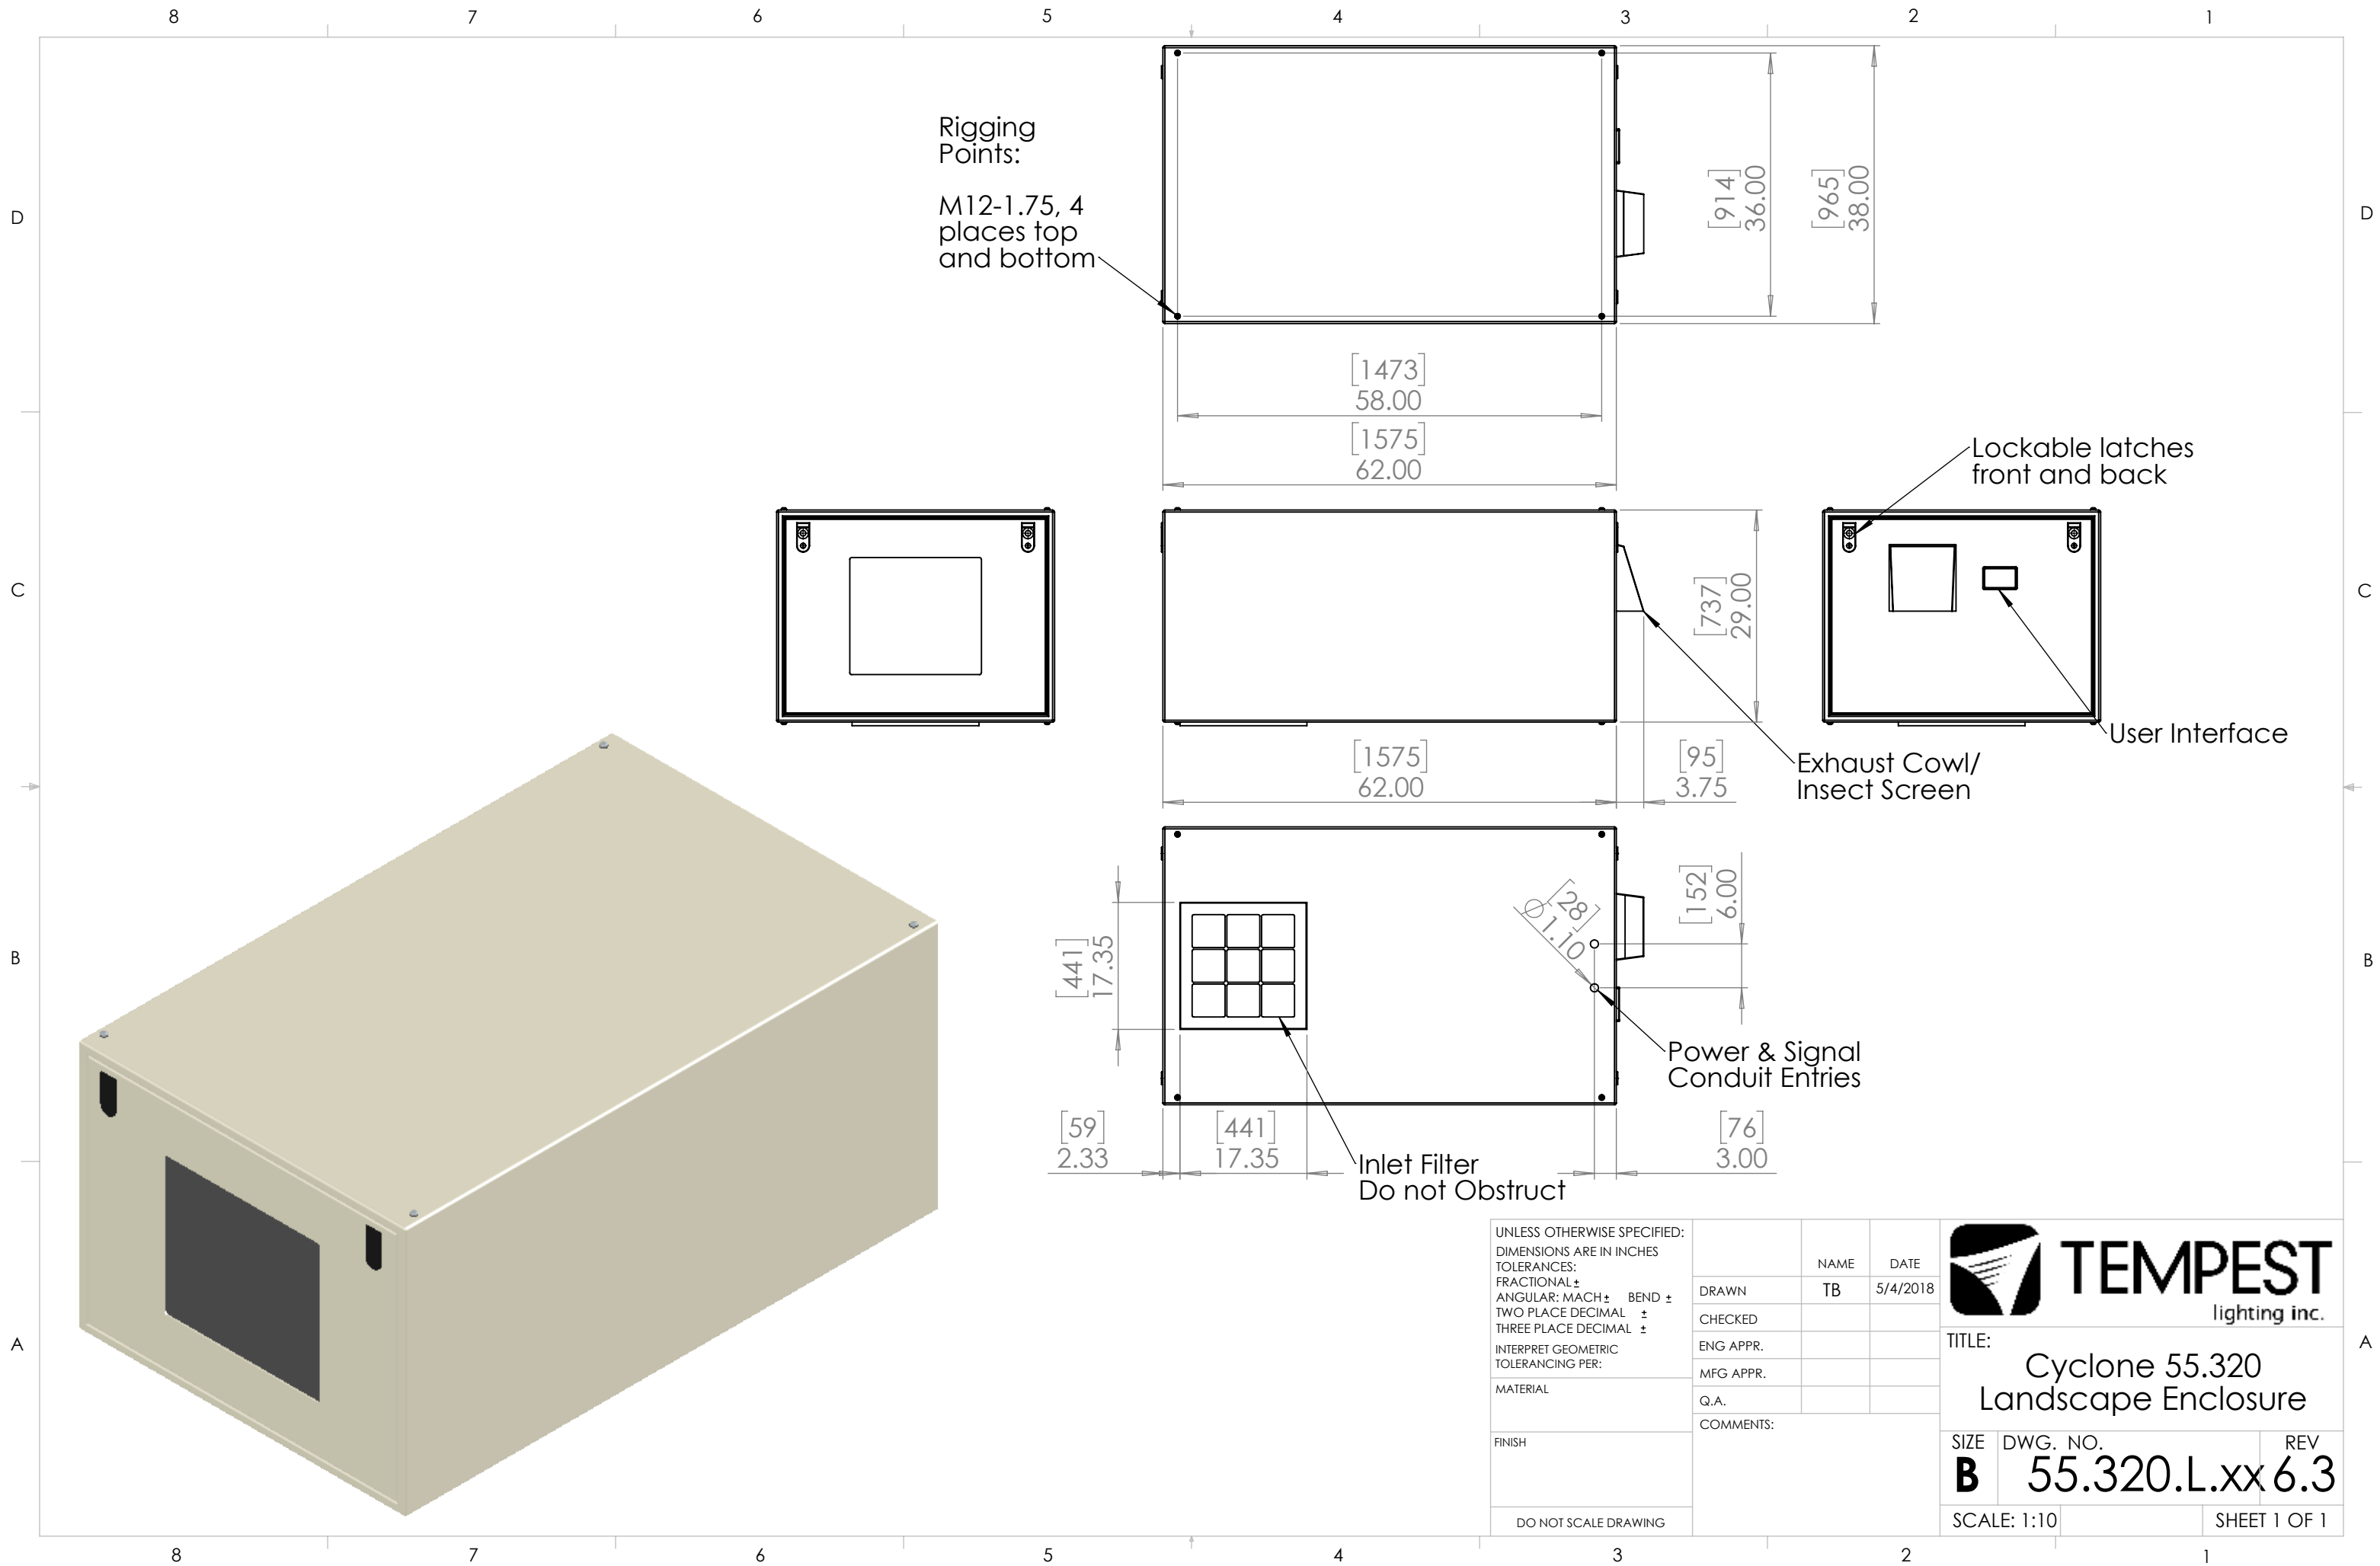 8 7 6 5 4 3 2 1
D
D
C
C
B
B
A
A
Rigging
Points:
M12-1.75, 4
places top
and bottom
[914]
36.00
[965]
38.00
[1473]
58.00
[1575]
62.00
Lockable latches
front and back
[737]
29.00
User Interface
[1575]
62.00
[95]
3.75
Exhaust Cowl/
Insect Screen
[441]
17.35
[28]
∅1.10
[152]
6.00
Power & Signal
Conduit Entries
[59]
2.33
[441]
17.35
[76]
3.00
Inlet Filter
Do not Obstruct
UNLESS OTHERWISE SPECIFIED:
DIMENSIONS ARE IN INCHES
TOLERANCES:
FRACTIONAL ±
ANGULAR: MACH ± BEND ±
TWO PLACE DECIMAL ±
THREE PLACE DECIMAL ±
INTERPRET GEOMETRIC
TOLERANCING PER:
MATERIAL
FINISH
DO NOT SCALE DRAWING
NAME DATE
DRAWN TB 5/4/2018
CHECKED
ENG APPR.
MFG APPR.
Q.A.
COMMENTS:
TEMPEST
lighting inc.
TITLE:
Cyclone 55.320
Landscape Enclosure
SIZE DWG. NO. REV
B 55.320.L.xx 6.3
SCALE: 1:10 SHEET 1 OF 1
8 7 6 5 4 3 2 1